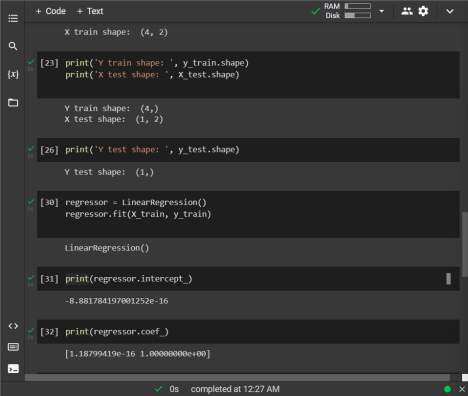 + Code + Text
RAM
Disk
X train shape:  (4, 2)
[23] print('Y train shape: ', y_train.shape)
print('X test shape: ', X_test.shape)
Y train shape:  (4,)
X test shape:  (1, 2)
[26] print('Y test shape: ', y_test.shape)
Y test shape:  (1,)
[30] regressor = LinearRegression()
regressor.fit(X_train, y_train)
LinearRegression()
[31] print(regressor.intercept_)
-8.881784197001252e-16
[32] print(regressor.coef_)
[1.18799419e-16 1.00000000e+00]
0s completed at 12:27 AM